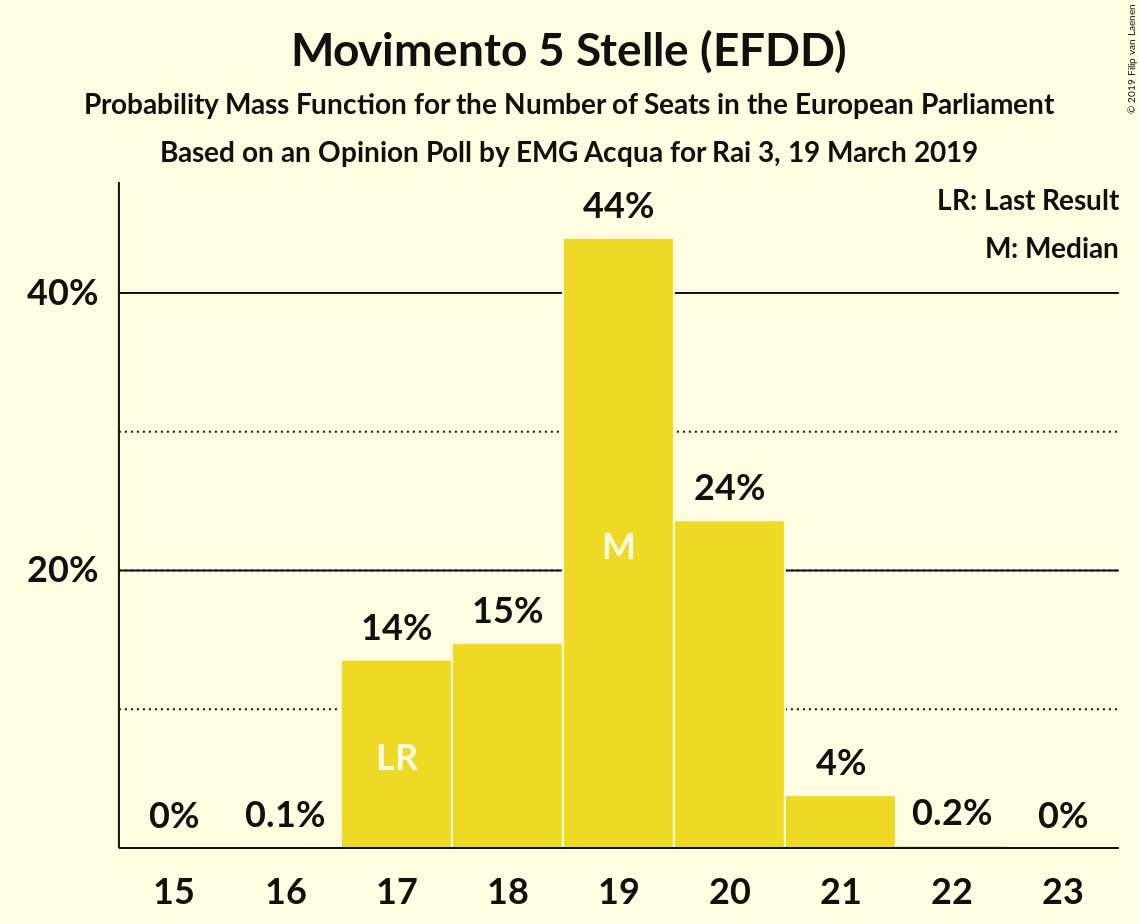 Movimento 5 Stelle (EFDD)
Probability Mass Function for the Number of Seats in the European Parliament
Based on an Opinion Poll by EMG Acqua for Rai 3, 19 March 2019
© 2019 Filip van Laenen
LR: Last Result
M: Median
44%
40%
24%
M
20%
15%
14%
LR
4%
0% 0.1% 0.2% 0%
15 16 17 18 19 20 21 22 23